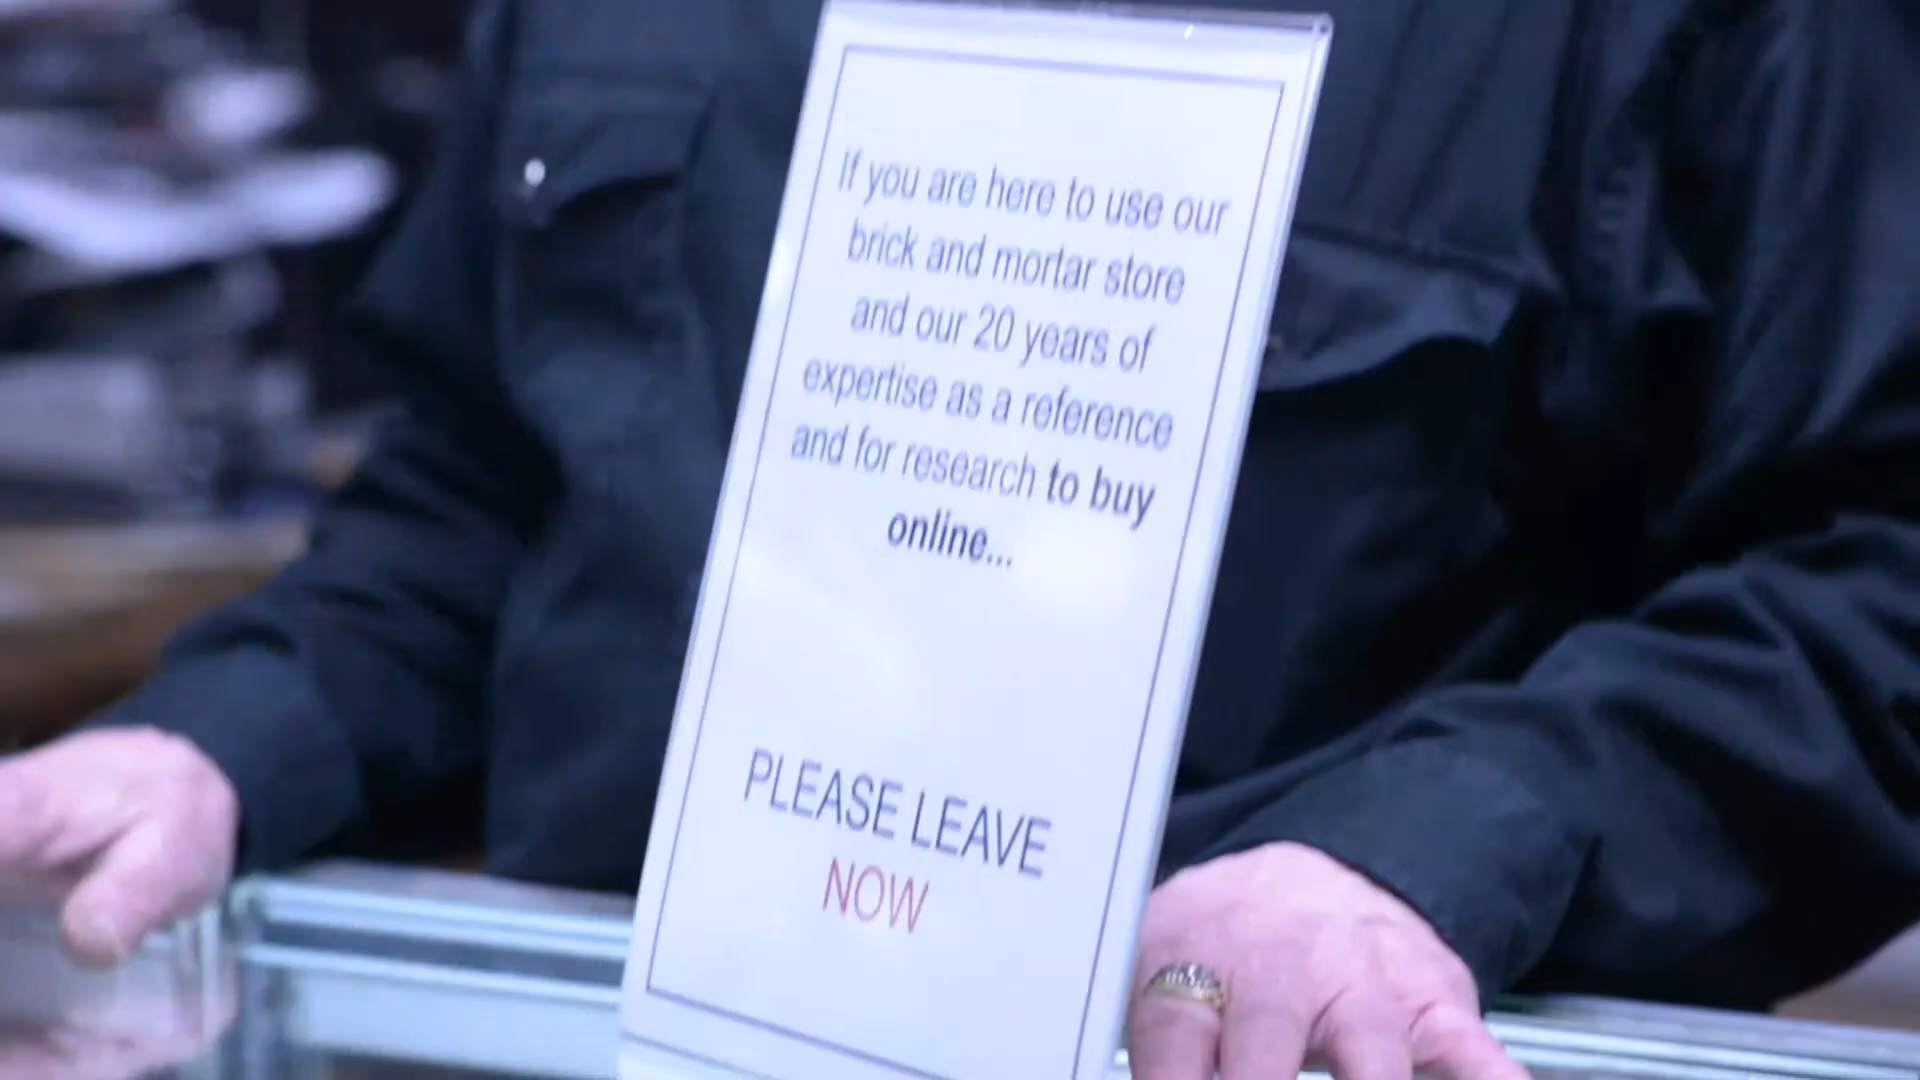 If you are here to use our
brick and mortar store
and our 20 years of
expertise as a reference
and for research to buy
online...
PLEASE LEAVE
NOW